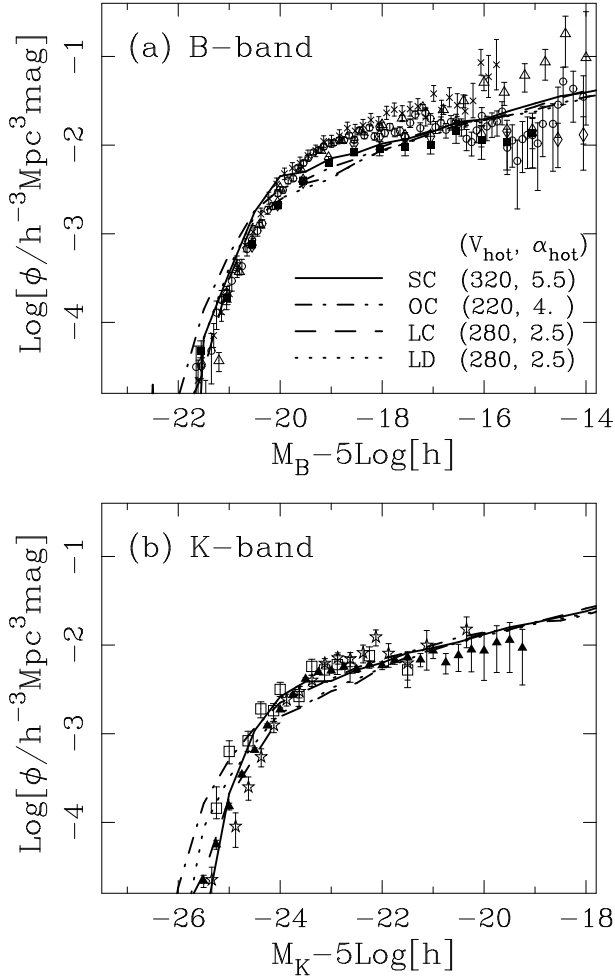 (a) B-band
-1
-2
-3
-4
Log[ϕ/h⁻³Mpc³mag]
(V_hot, α_hot)
SC (320, 5.5)
OC (220, 4. )
LC (280, 2.5)
LD (280, 2.5)
-22 -20 -18 -16 -14
M_B-5Log[h]
(b) K-band
-1
-2
-3
-4
Log[ϕ/h⁻³Mpc³mag]
-26 -24 -22 -20 -18
M_K-5Log[h]